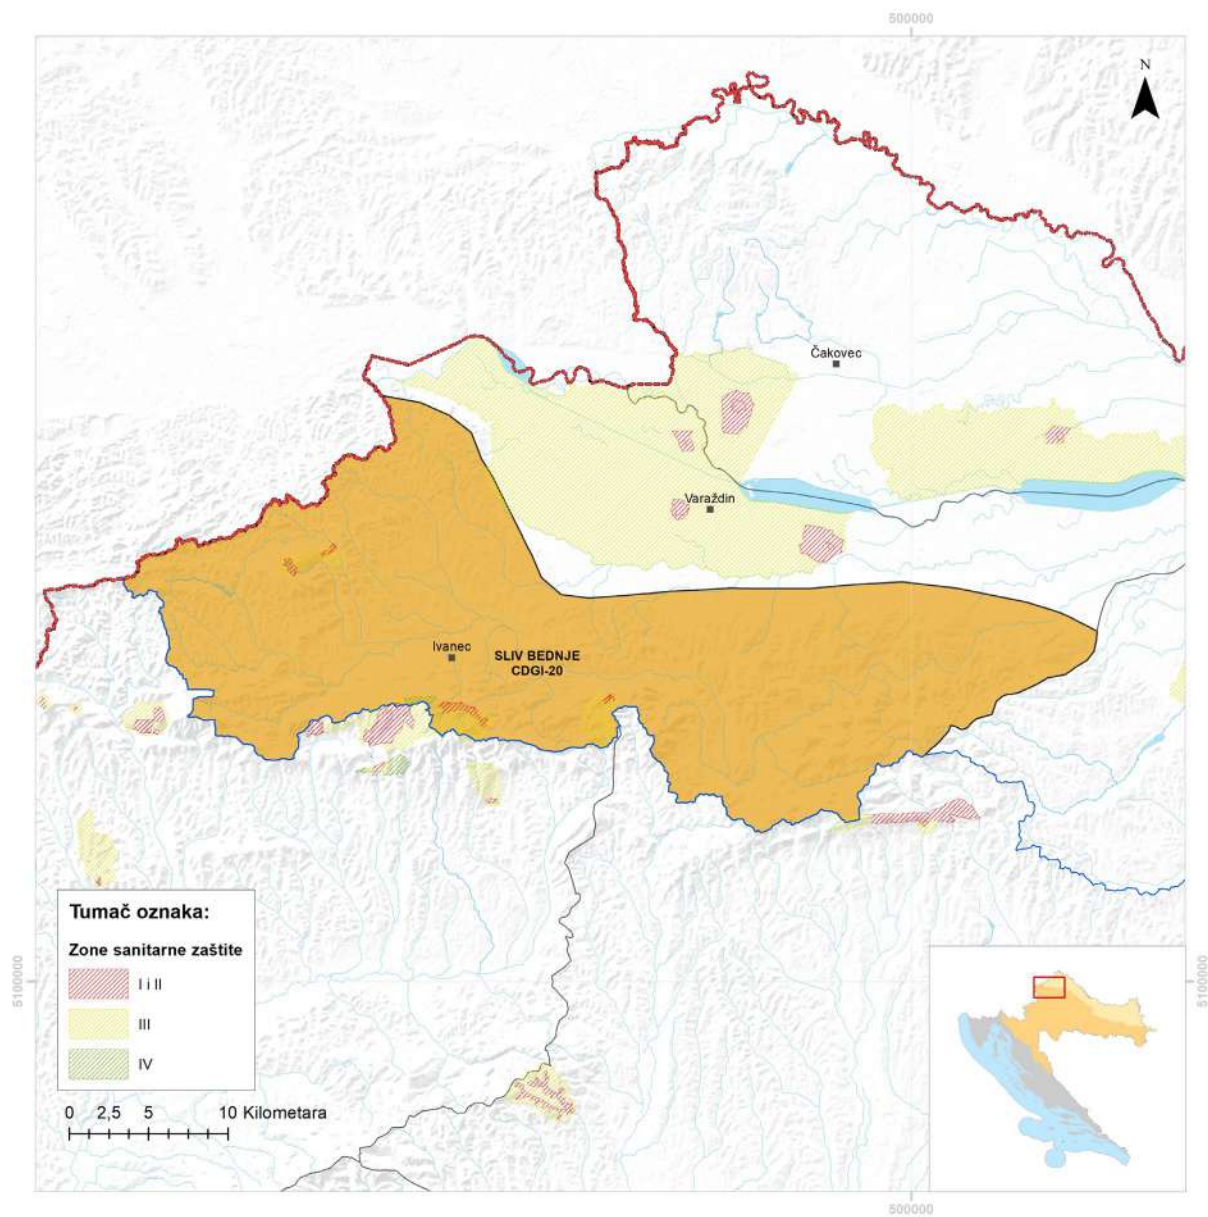 500000
N
Čakovec
Varaždin
Ivanec
SLIV BEDNJE
CDGI-20
Tumač oznaka:
Zone sanitarne zaštite
I i II
III
IV
0 2,5 5 10 Kilometara
5100000
5100000
500000